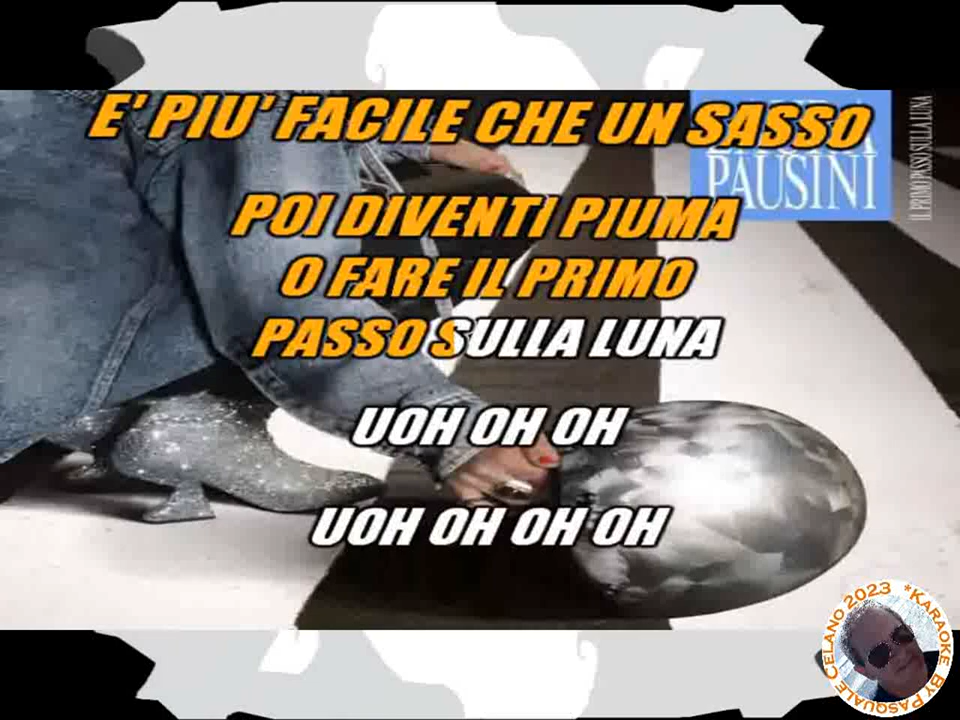 E' PIU' FACILE CHE UN SASSO
PAUSINI
IL PRIMO PASSO SULLA LUNA
POI DIVENTI PIUMA
O FARE IL PRIMO
PASSO SULLA LUNA
UOH OH OH
UOH OH OH OH
PASQUALE CELANO 2023 *KARAOKE BY